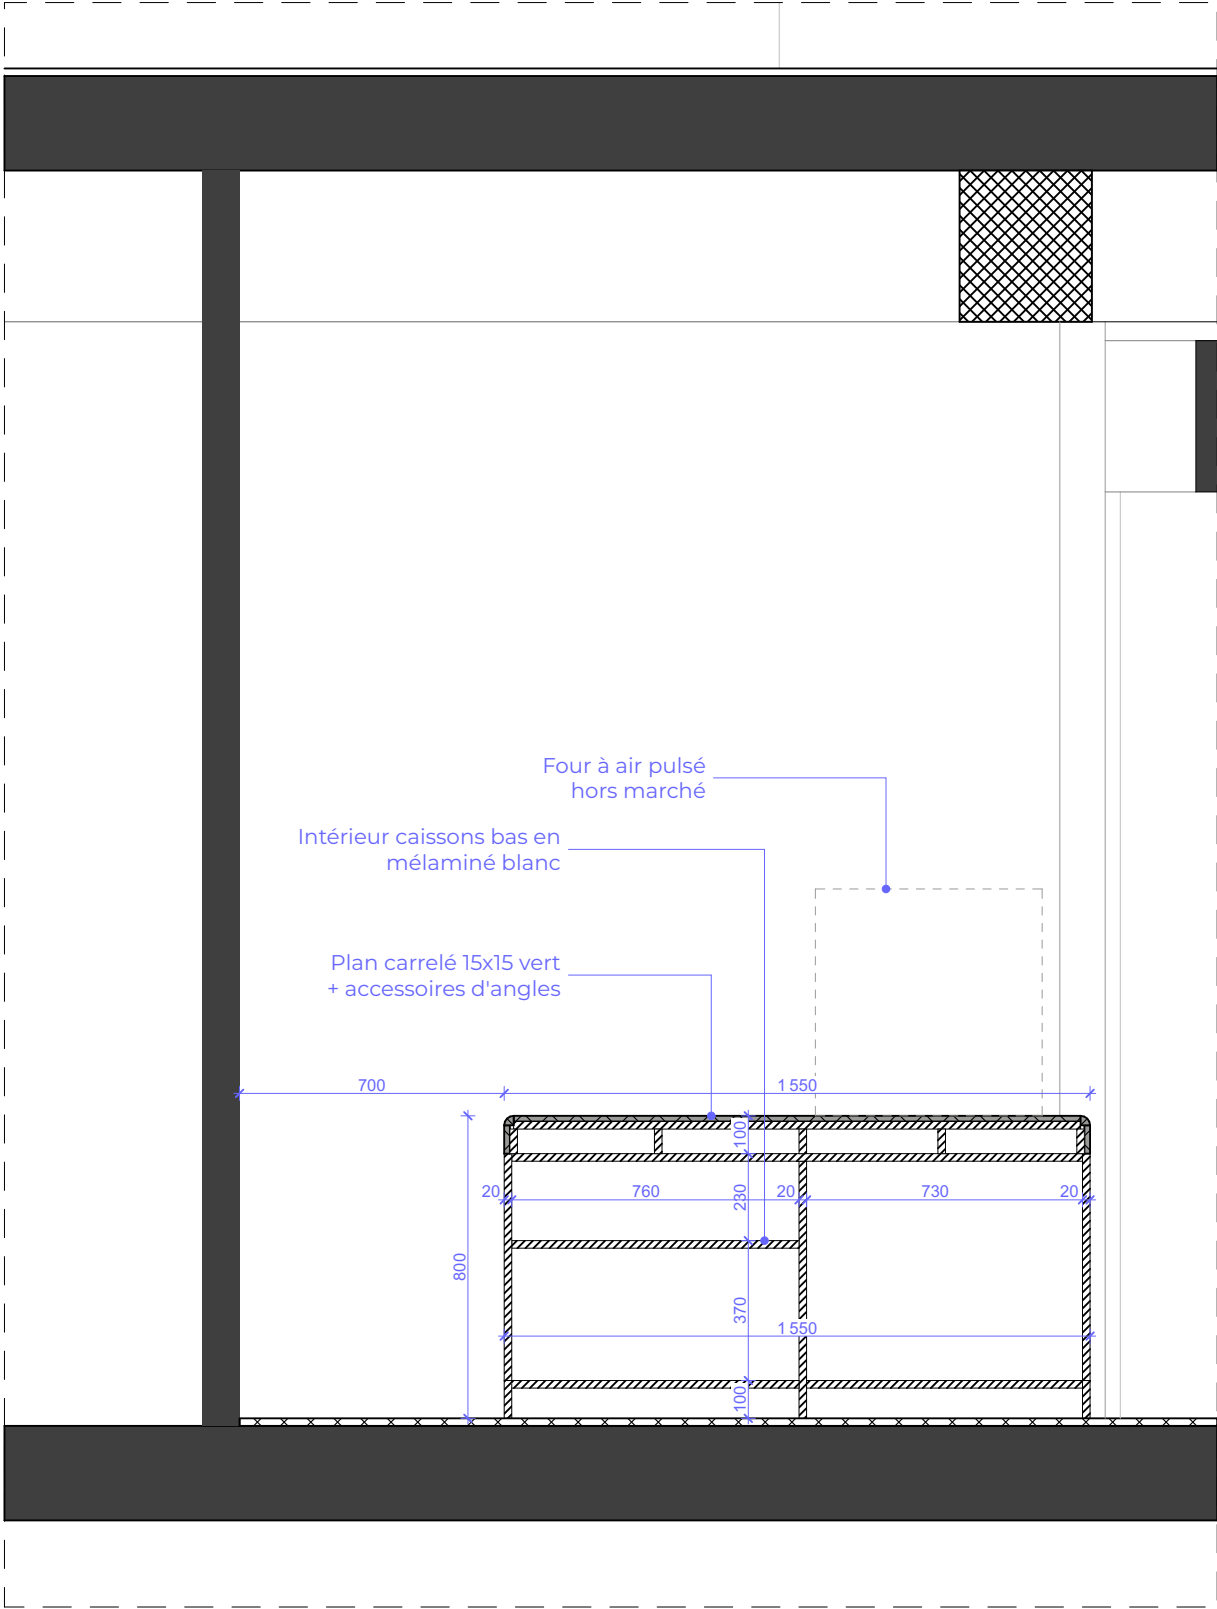 Four à air pulsé
hors marché
Intérieur caissons bas en
mélaminé blanc
Plan carrelé 15x15 vert
+ accessoires d'angles
700
1 550
100
20
760
20
730
20
230
800
370
1 550
100